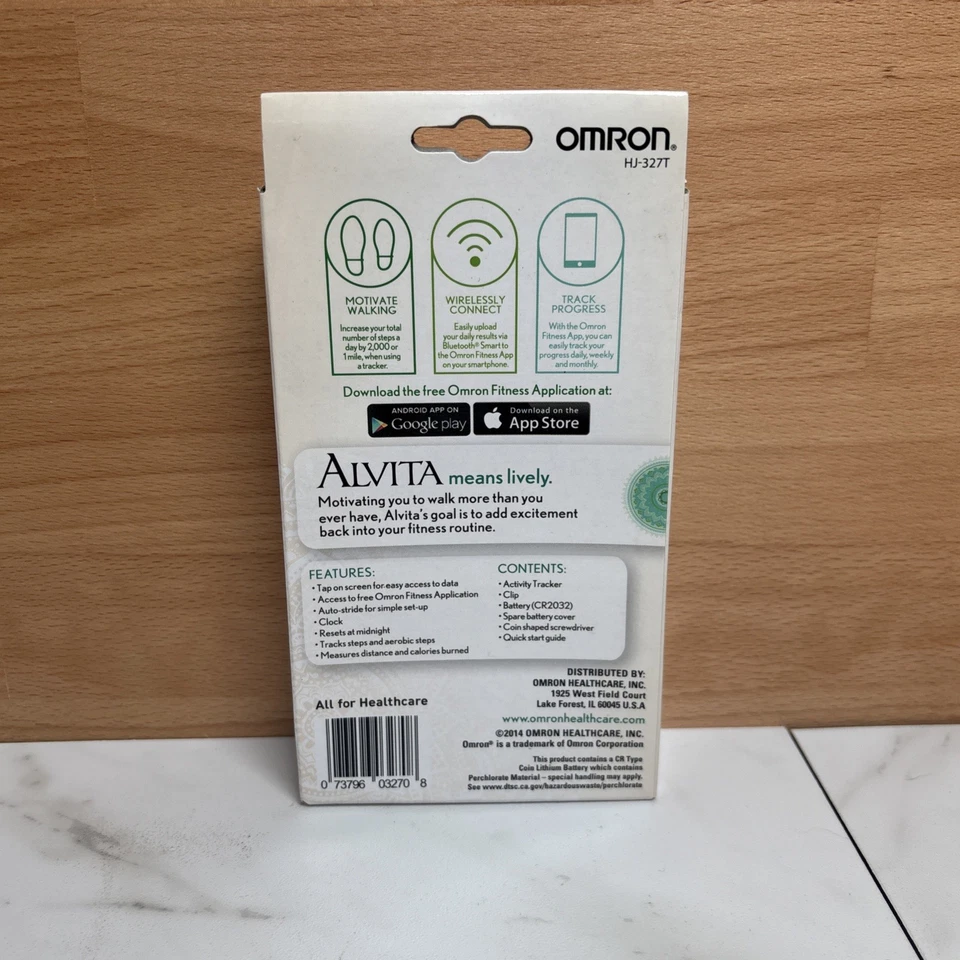 OMRON®
HJ-327T
MOTIVATE
WALKING
Increase your total
number of steps a
day by 2,000 or
1 mile, when using
a tracker.
WIRELESSLY
CONNECT
Easily upload
your daily results via
Bluetooth® Smart to
the Omron Fitness App
on your smartphone.
TRACK
PROGRESS
With the Omron
Fitness App, you can
easily track your
progress daily, weekly
and monthly.
Download the free Omron Fitness Application at:
ANDROID APP ON
Google play
Download on the
App Store
ALVITA means lively.
Motivating you to walk more than you
ever have, Alvita's goal is to add excitement
back into your fitness routine.
FEATURES:
• Tap on screen for easy access to data
• Access to free Omron Fitness Application
• Auto-stride for simple set-up
• Clock
• Resets at midnight
• Tracks steps and aerobic steps
• Measures distance and calories burned
CONTENTS:
• Activity Tracker
• Clip
• Battery (CR2032)
• Spare battery cover
• Coin shaped screwdriver
• Quick start guide
All for Healthcare
0 73796 03270 8
DISTRIBUTED BY:
OMRON HEALTHCARE, INC.
1925 West Field Court
Lake Forest, IL 60045 U.S.A
www.omronhealthcare.com
©2014 OMRON HEALTHCARE, INC.
Omron® is a trademark of Omron Corporation
This product contains a CR Type
Coin Lithium Battery which contains
Perchlorate Material – special handling may apply.
See www.dtsc.ca.gov/hazardouswaste/perchlorate